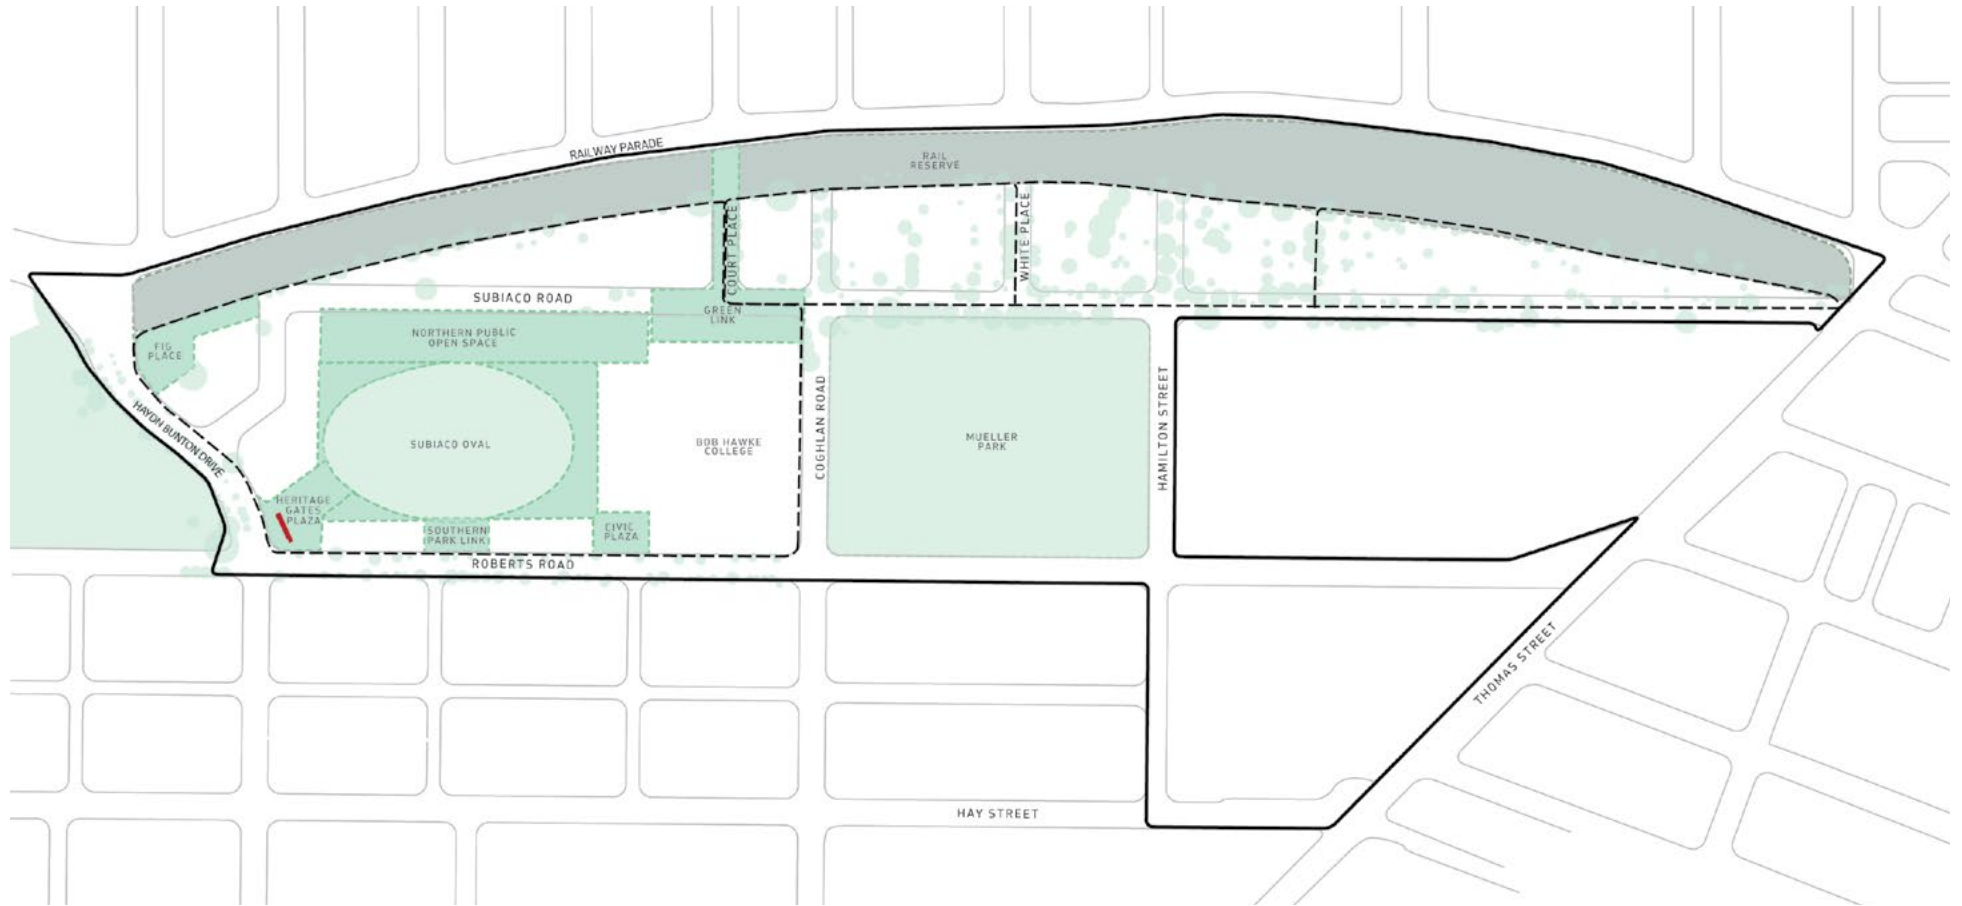 RAILWAY PARADE
RAIL
RESERVE
COURT PLACE
WHITE PLACE
SUBIACO ROAD
GREEN
LINK
NORTHERN PUBLIC
OPEN SPACE
FIG
PLACE
HAYDN BUNTON DRIVE
SUBIACO OVAL
BOB HAWKE
COLLEGE
COGHLAN ROAD
MUELLER
PARK
HAMILTON STREET
HERITAGE
GATES
PLAZA
SOUTHERN
PARK LINK
CIVIC
PLAZA
ROBERTS ROAD
THOMAS STREET
HAY STREET